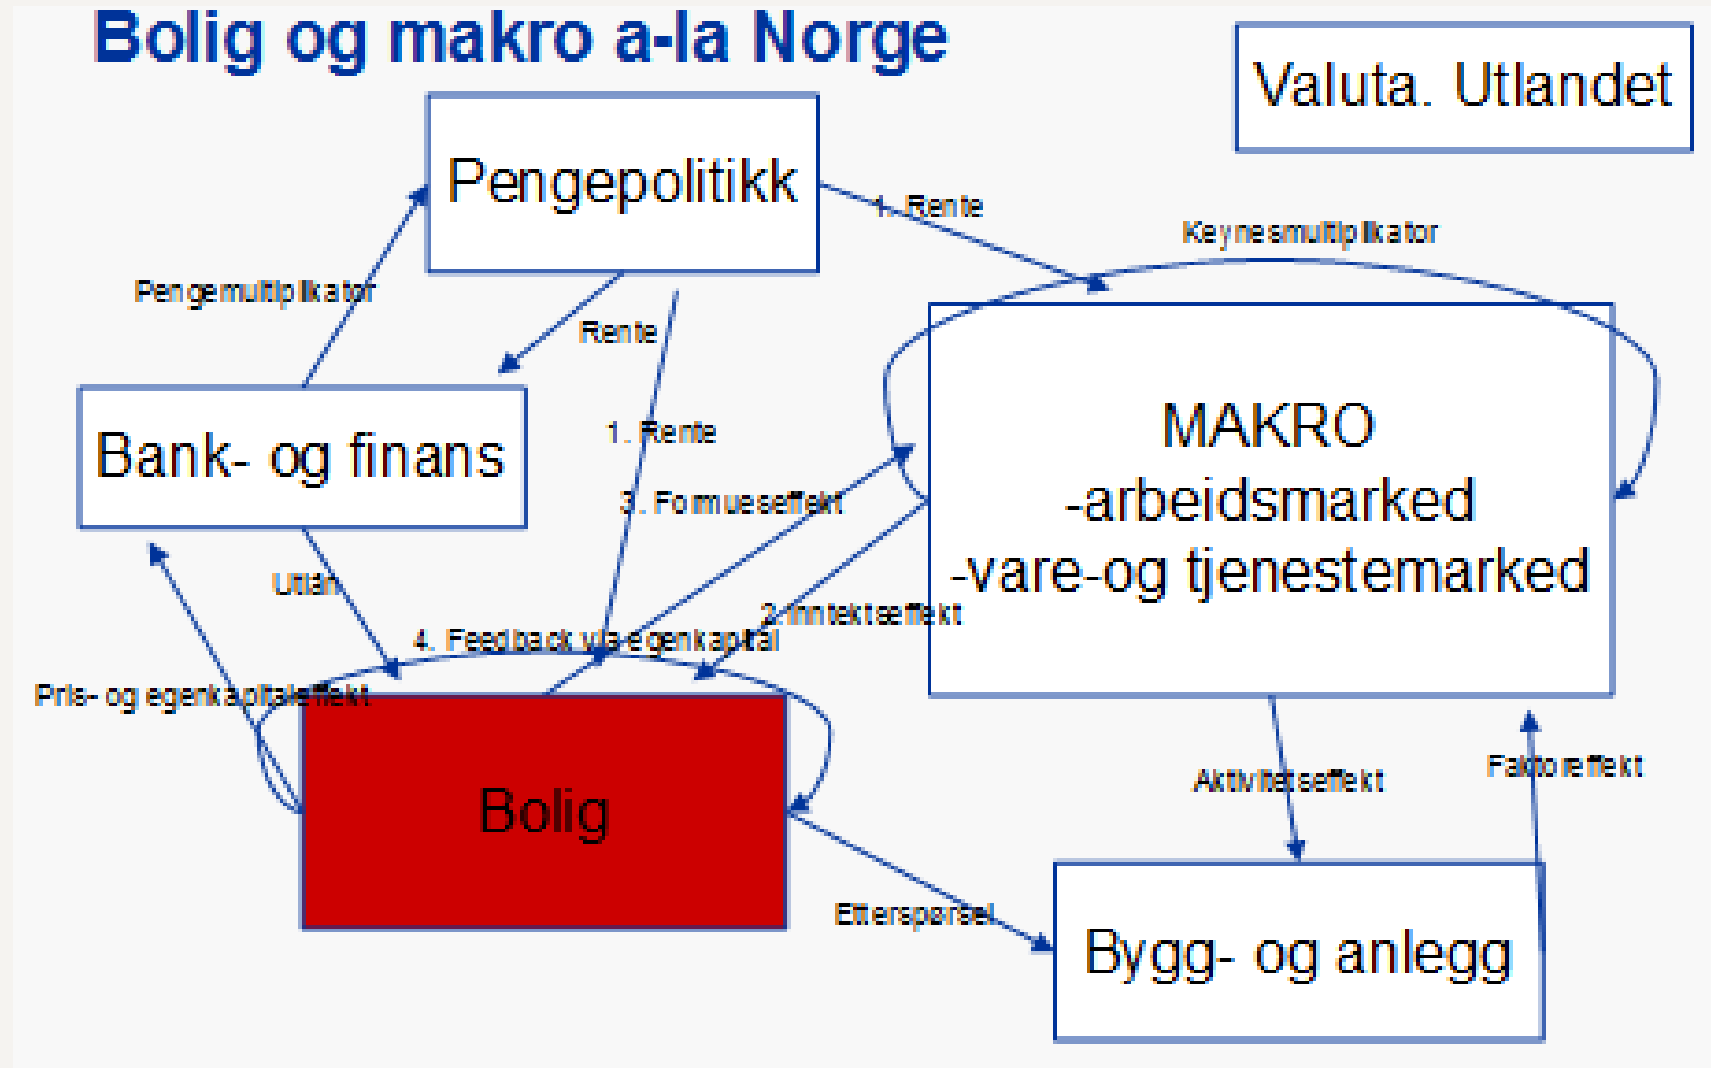 Bolig og makro a-la Norge
Valuta. Utlandet
Pengepolitikk
1. Rente
Keynesmultiplikator
Pengemultiplikator
Rente
Bank- og finans
1. Rente
3. Formueseffekt
MAKRO
-arbeidsmarked
-vare-og tjenestemarked
Utlån
2.Inntektseffekt
4. Feedback via egenkapital
Pris- og egenkapitaleffekt
Bolig
Aktivitetseffekt
Faktoreffekt
Etterspørsel
Bygg- og anlegg